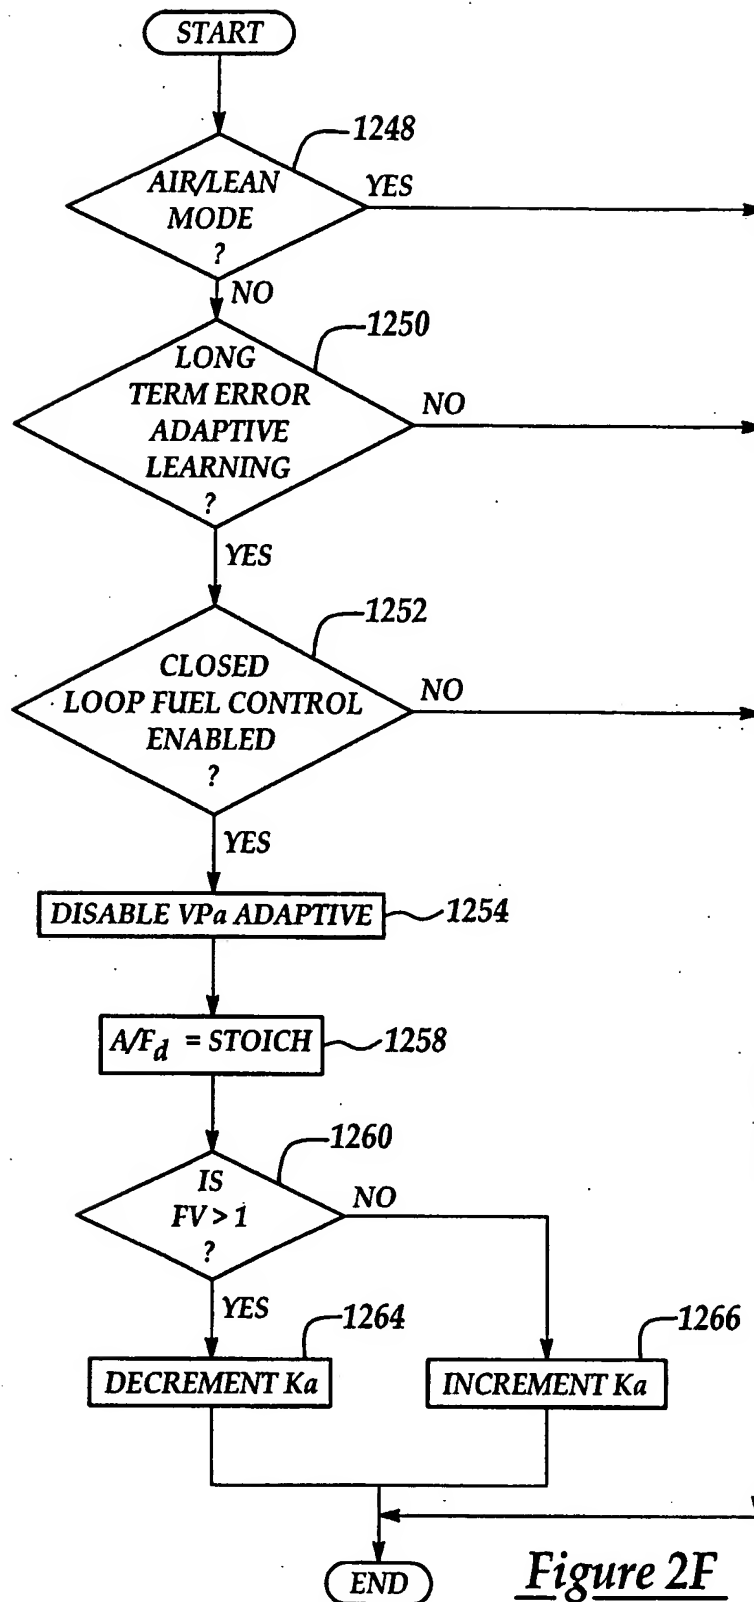 START
1248
AIR/LEAN
MODE
?
YES
NO
1250
LONG
TERM ERROR
ADAPTIVE
LEARNING
?
NO
YES
1252
CLOSED
LOOP FUEL CONTROL
ENABLED
?
NO
YES
DISABLE VPa ADAPTIVE
1254
A/Fd = STOICH
1258
1260
IS
FV > 1
?
NO
YES
1264
1266
DECREMENT Ka
INCREMENT Ka
END
Figure 2F